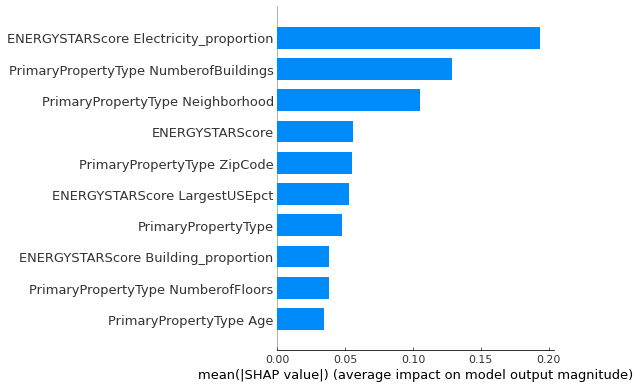 ENERGYSTARScore Electricity_proportion
PrimaryPropertyType NumberofBuildings
PrimaryPropertyType Neighborhood
ENERGYSTARScore
PrimaryPropertyType ZipCode
ENERGYSTARScore LargestUSEpct
PrimaryPropertyType
ENERGYSTARScore Building_proportion
PrimaryPropertyType NumberofFloors
PrimaryPropertyType Age
0.00 0.05 0.10 0.15 0.20
mean(|SHAP value|) (average impact on model output magnitude)